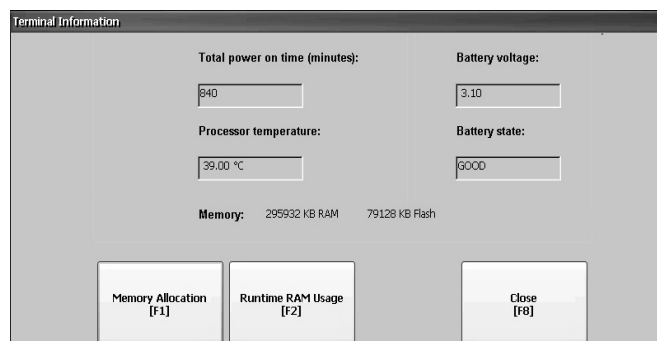 Terminal Information
Total power on time (minutes):
840
Battery voltage:
3.10
Processor temperature:
39.00 °C
Battery state:
GOOD
Memory: 295932 KB RAM 79128 KB Flash
Memory Allocation
[F1]
Runtime RAM Usage
[F2]
Close
[F8]